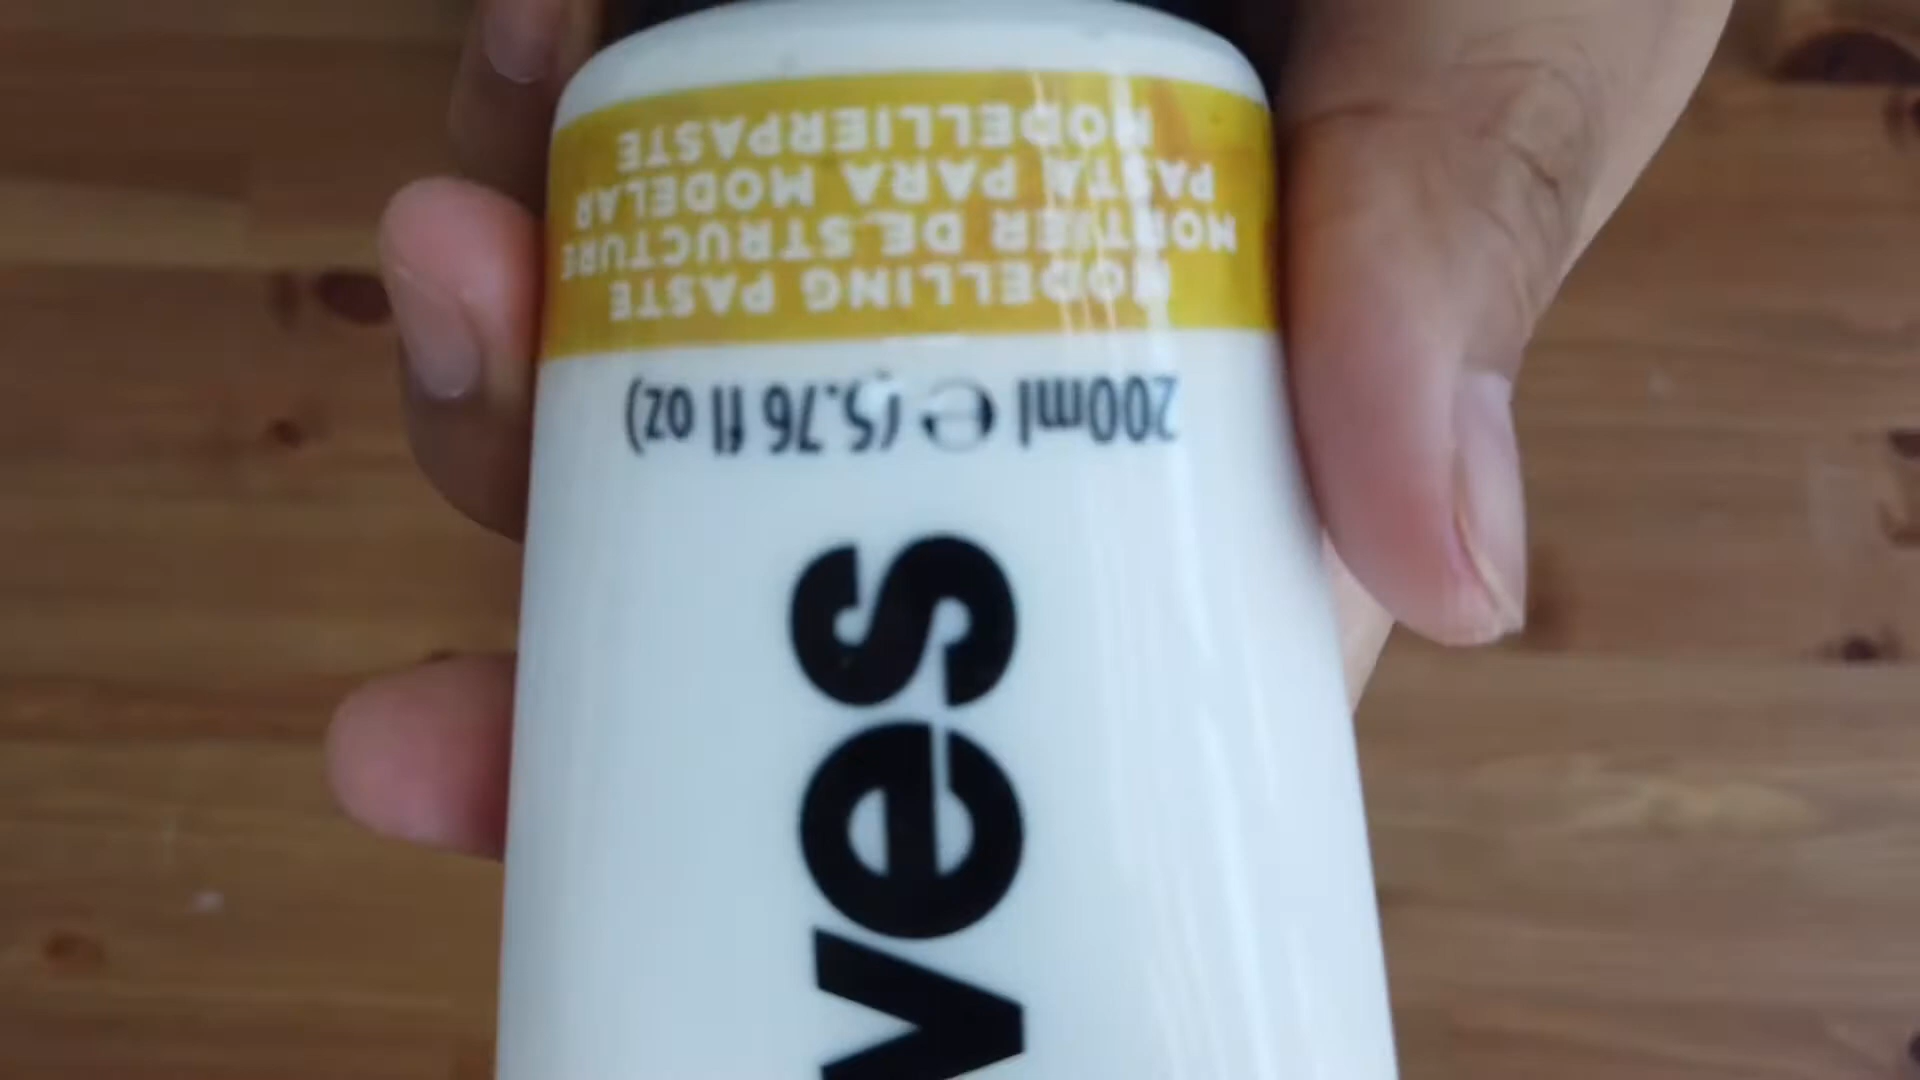 ves
200ml ℮ (5.76 fl oz)
MODELLING PASTE
MORTIER DE STRUCTURE
PASTA PARA MODELAR
MODELLIERPASTE